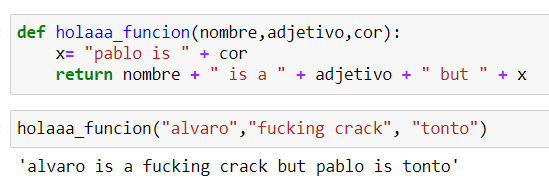 def holaaa_funcion(nombre,adjetivo,cor):
    x= "pablo is " + cor
    return nombre + " is a " + adjetivo + " but " + x
holaaa_funcion("alvaro","fucking crack", "tonto")
'alvaro is a fucking crack but pablo is tonto'